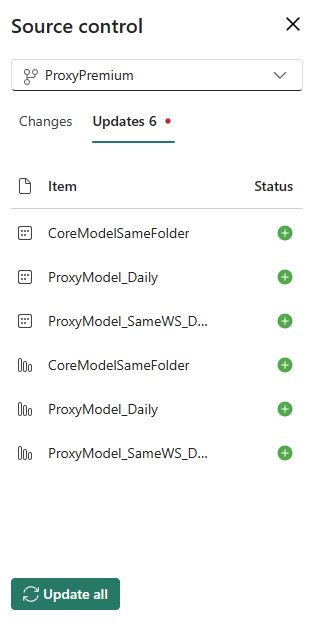 Source control
ProxyPremium
Changes Updates 6
Item Status
CoreModelSameFolder
ProxyModel_Daily
ProxyModel_SameWS_D...
CoreModelSameFolder
ProxyModel_Daily
ProxyModel_SameWS_D...
Update all